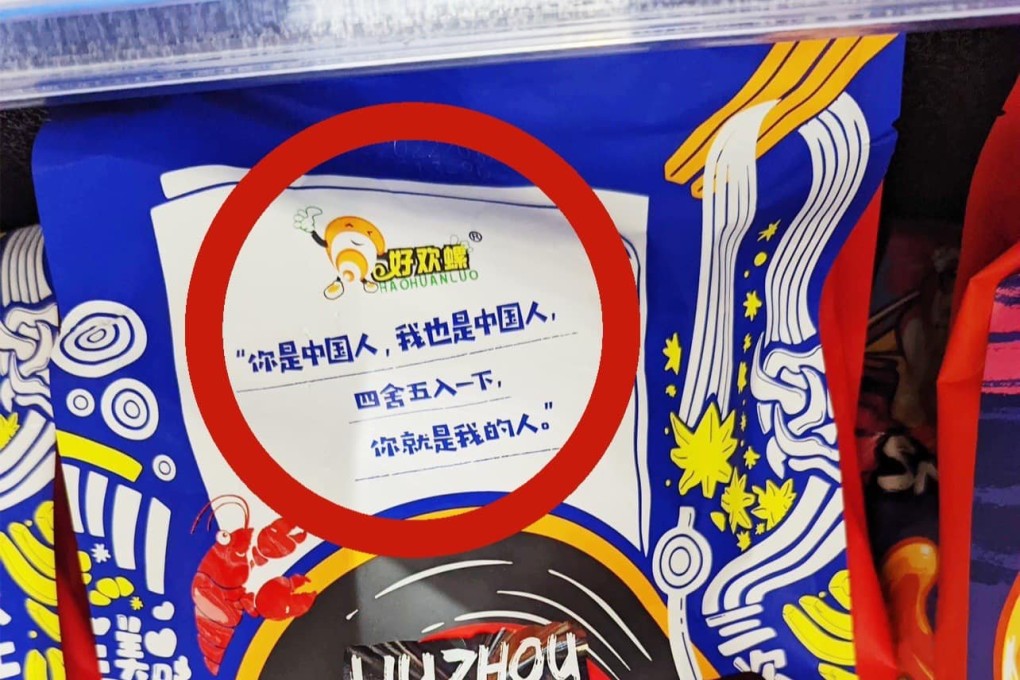 好欢螺®
HAOHUANLUO
“你是中国人,我也是中国人,
四舍五入一下,
你就是我的人。”
LIUZHOU